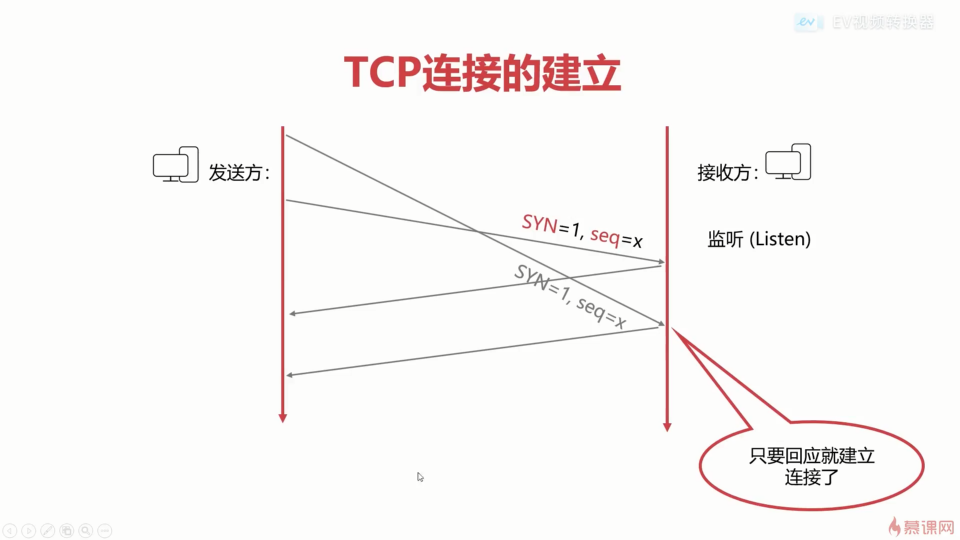 EV视频转换器
TCP连接的建立
发送方:
接收方:
SYN=1, seq=x
监听 (Listen)
SYN=1, seq=x
只要回应就建立
连接了
慕课网